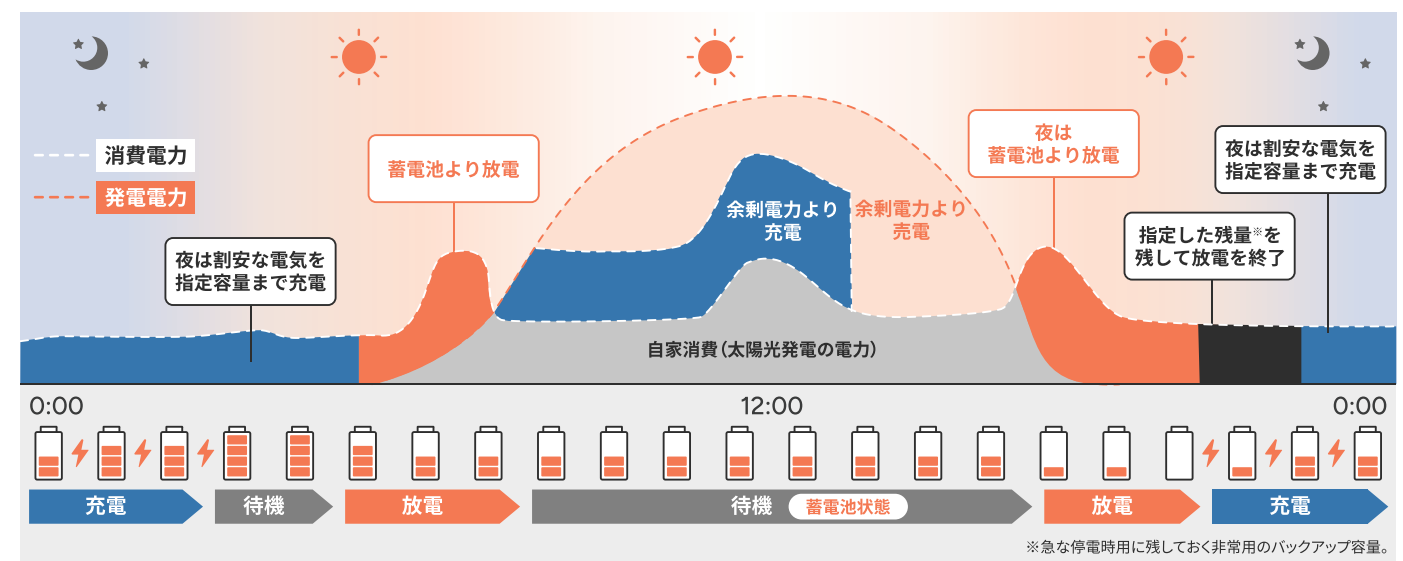 消費電力
発電電力
夜は割安な電気を
指定容量まで充電
蓄電池より放電
余剰電力より
充電
余剰電力より
売電
夜は
蓄電池より放電
指定した残量※を
残して放電を終了
夜は割安な電気を
指定容量まで充電
自家消費(太陽光発電の電力)
0:00
12:00
0:00
充電
待機
放電
待機
蓄電池状態
放電
充電
※急な停電時用に残しておく非常用のバックアップ容量。